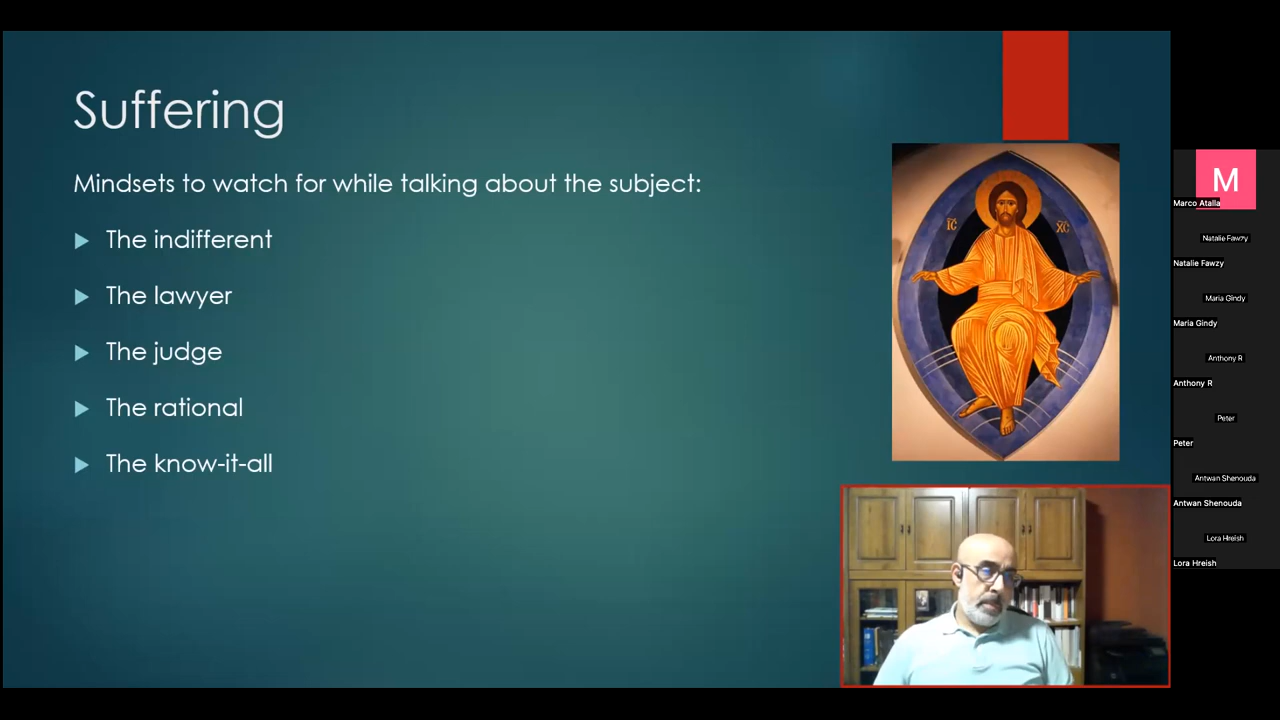 Suffering
Mindsets to watch for while talking about the subject:
The indifferent
The lawyer
The judge
The rational
The know-it-all
IC
XC
M
Marco Atalla
Natalie Fawzy
Natalie Fawzy
Maria Gindy
Maria Gindy
Anthony R
Anthony R
Peter
Peter
Antwan Shenouda
Antwan Shenouda
Lora Hreish
Lora Hreish